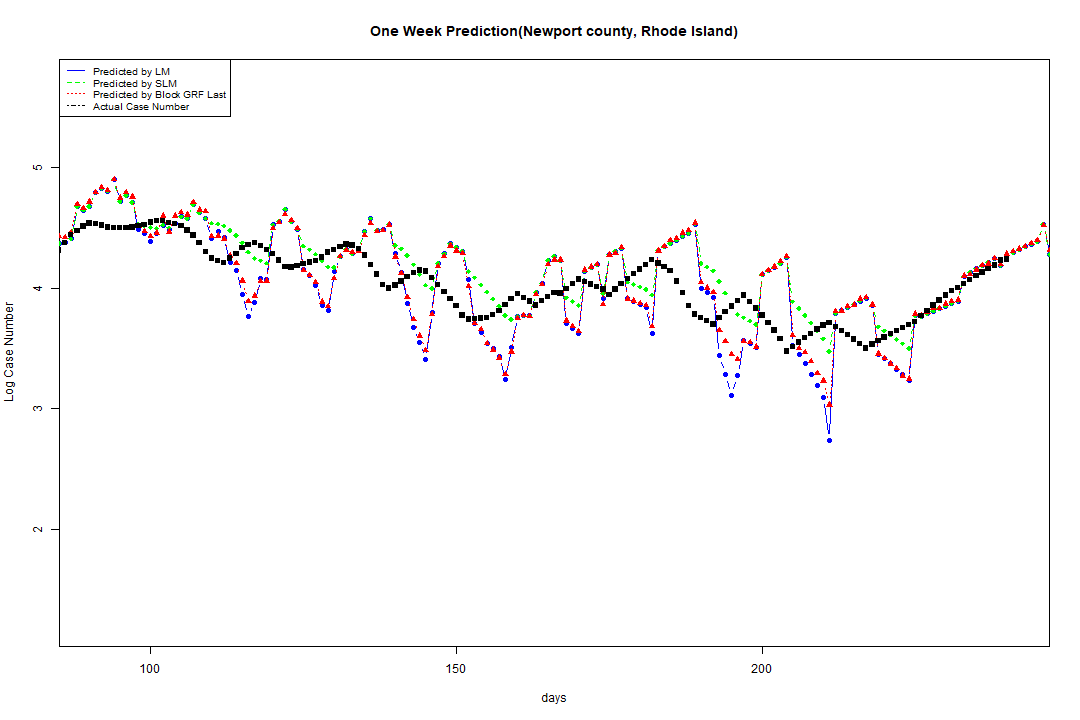 One Week Prediction(Newport county, Rhode Island)
Predicted by LM
Predicted by SLM
Predicted by Block GRF Last
Actual Case Number
5
4
3
2
Log Case Number
100
150
200
days